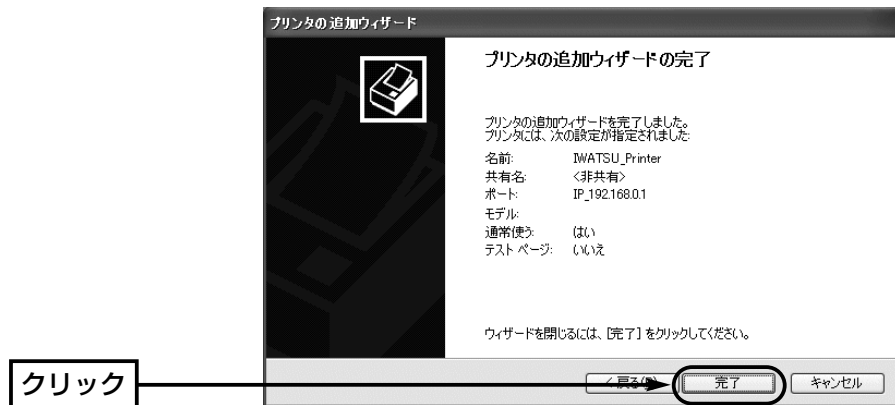 プリンタの追加ウィザード
プリンタの追加ウィザードの完了
プリンタの追加ウィザードを完了しました。
プリンタには、次の設定が指定されました:
名前: IWATSU_Printer
共有名: <非共有>
ポート: IP_192.168.0.1
モデル:
通常使う: はい
テスト ページ: いいえ
ウィザードを閉じるには、[完了] をクリックしてください。
クリック
< 戻る(B) 完了 キャンセル